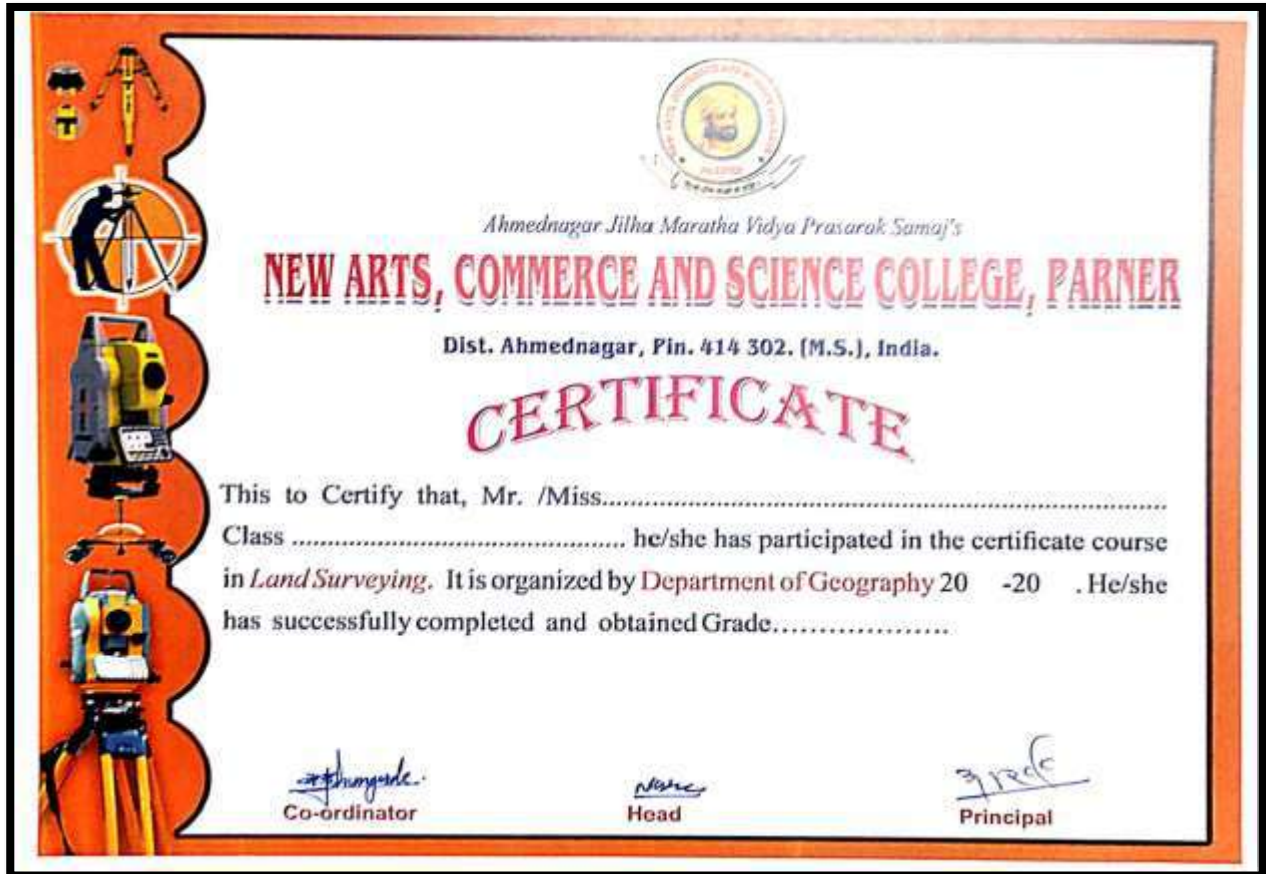 Ahmednagar Jilha Maratha Vidya Prasarak Samaj's
NEW ARTS, COMMERCE AND SCIENCE COLLEGE, PARNER
Dist. Ahmednagar, Pin. 414 302. (M.S.), India.
CERTIFICATE
This to Certify that, Mr. /Miss..........................................................................................
Class .............................................. he/she has participated in the certificate course
in Land Surveying. It is organized by Department of Geography 20 -20 . He/she
has successfully completed and obtained Grade...................
Co-ordinator
Head
Principal